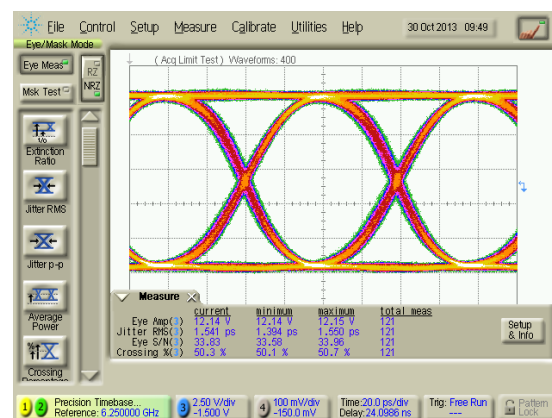 File Control Setup Measure Calibrate Utilities Help 30 Oct 2013 09:49
Eye/Mask Mode
Eye Meas
RZ
NRZ
Msk Test
( Acq Limit Test ) Waveforms: 400
Extinction
Ratio
Jitter RMS
Jitter p-p
Average
Power
Crossing
Percentage
Measure
current minimum maximum total meas
Eye Amp(3) 12.14 V 12.14 V 12.15 V 121
Jitter RMS(3) 1.541 ps 1.394 ps 1.550 ps 121
Eye S/N(3) 33.83 33.58 33.96 121
Crossing %(3) 50.3 % 50.1 % 50.7 % 121
Setup
& Info
1 2 Precision Timebase...
Reference: 6.250000 GHz
3 2.50 V/div
-1.500 V
4 100 mV/div
-150.0 mV
Time:20.0 ps/div
Delay:24.0986 ns
Trig: Free Run
---
Pattern
Lock